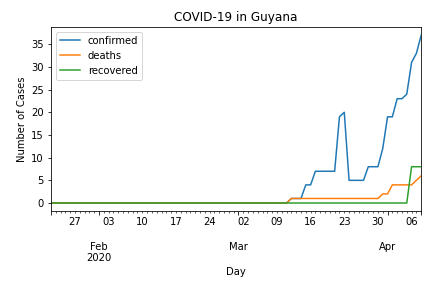 COVID-19 in Guyana
confirmed
deaths
recovered
Number of Cases
35
30
25
20
15
10
5
0
27 03 10 17 24 02 09 16 23 30 06
Feb Mar Apr
2020
Day